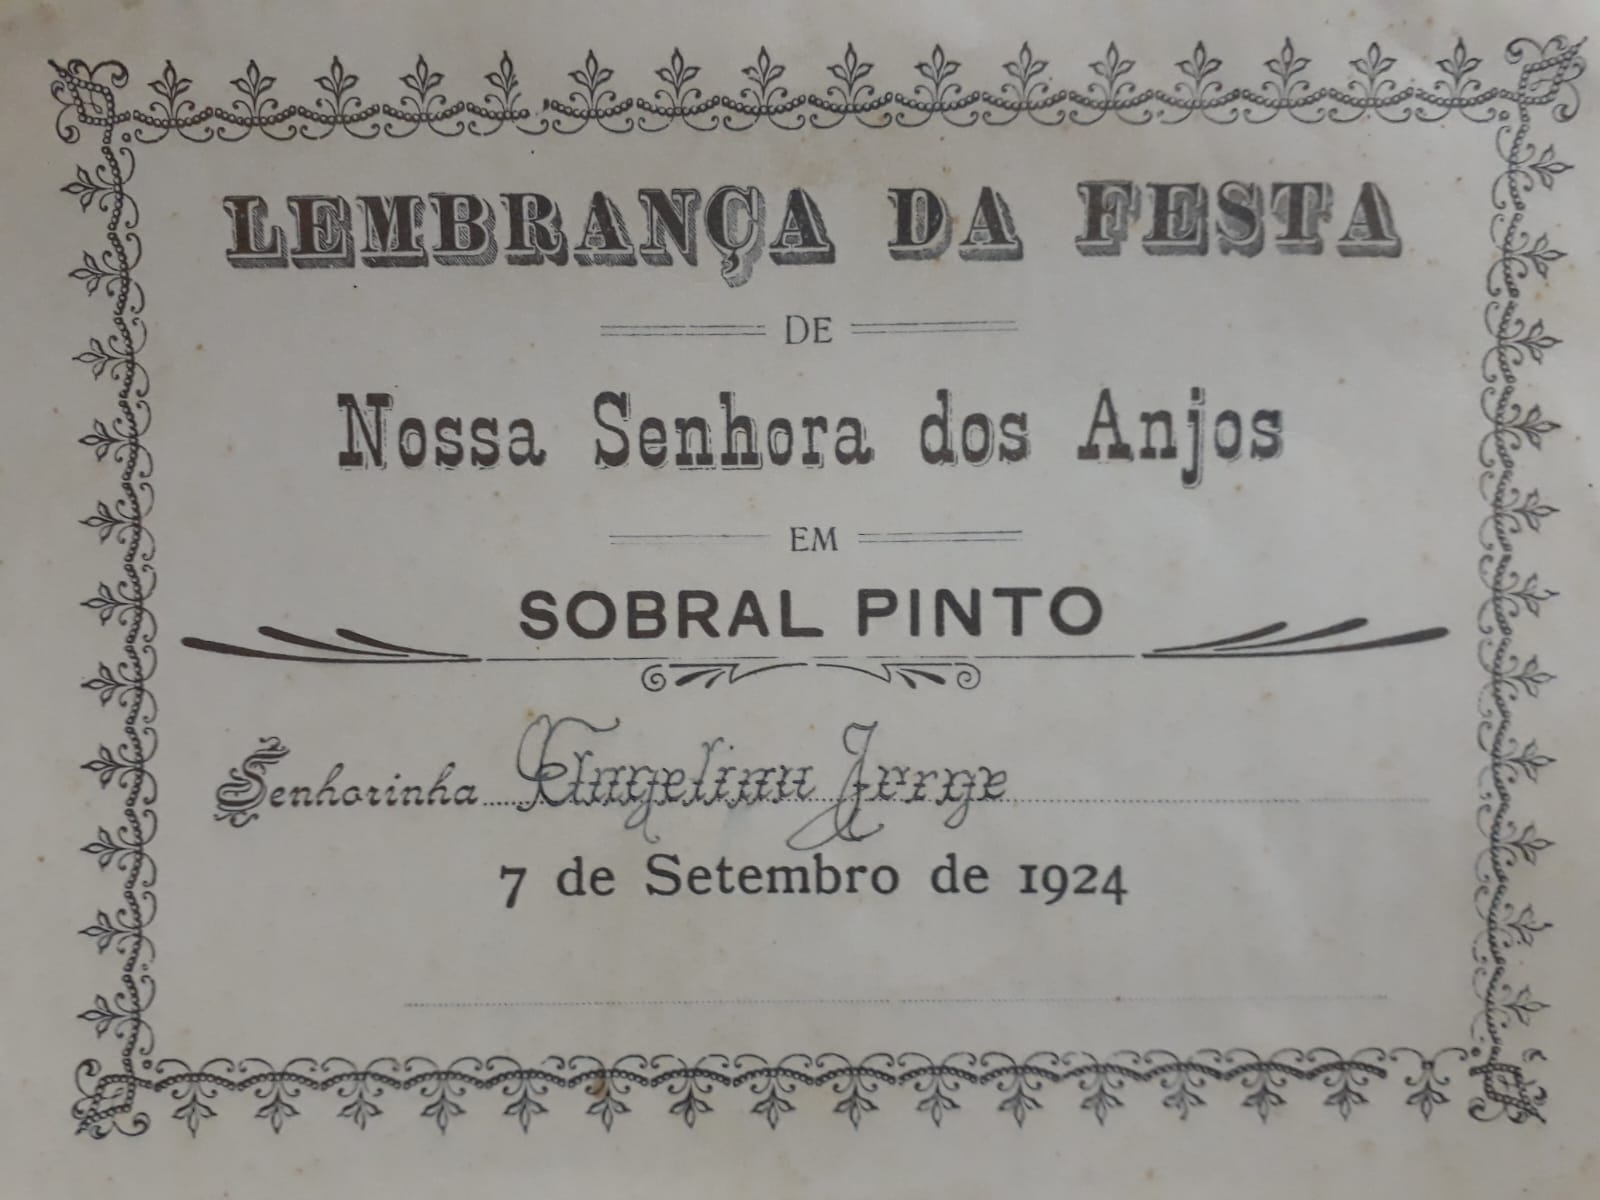 LEMBRANÇA DA FESTA
DE
Nossa Senhora dos Anjos
EM
SOBRAL PINTO
Senhorinha Angelina Jorge
7 de Setembro de 1924